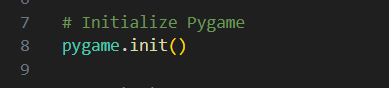 7 # Initialize Pygame
8 pygame.init()
9